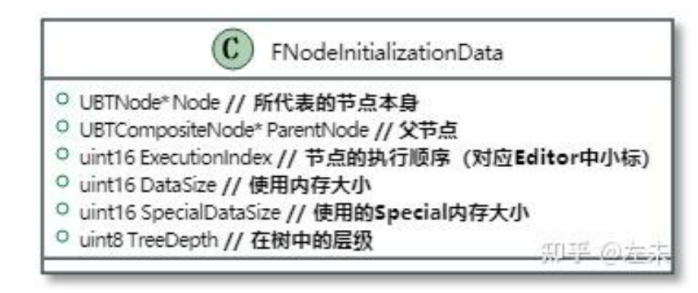 C FNodeInitializationData
UBTNode* Node // 所代表的节点本身
UBTCompositeNode* ParentNode // 父节点
uint16 ExecutionIndex // 节点的执行顺序（对应Editor中小标）
uint16 DataSize // 使用内存大小
uint16 SpecialDataSize // 使用的Special内存大小
uint8 TreeDepth // 在树中的层级
知乎 @左未